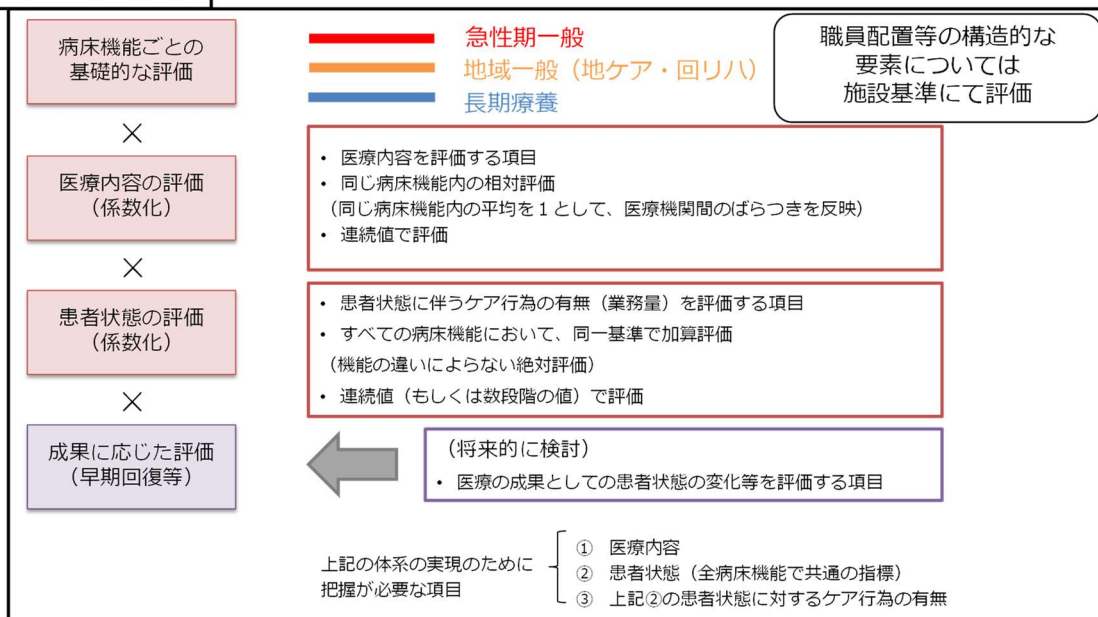 病床機能ごとの
基礎的な評価
急性期一般
地域一般（地ケア・回リハ）
長期療養
職員配置等の構造的な
要素については
施設基準にて評価
×
医療内容の評価
（係数化）
• 医療内容を評価する項目
• 同じ病床機能内の相対評価
（同じ病床機能内の平均を１として、医療機関間のばらつきを反映）
• 連続値で評価
×
患者状態の評価
（係数化）
• 患者状態に伴うケア行為の有無（業務量）を評価する項目
• すべての病床機能において、同一基準で加算評価
（機能の違いによらない絶対評価）
• 連続値（もしくは数段階の値）で評価
×
成果に応じた評価
（早期回復等）
（将来的に検討）
• 医療の成果としての患者状態の変化等を評価する項目
上記の体系の実現のために
把握が必要な項目
① 医療内容
② 患者状態（全病床機能で共通の指標）
③ 上記②の患者状態に対するケア行為の有無